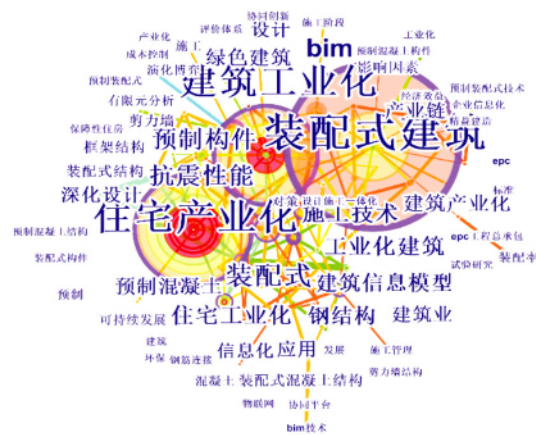 协同创新
产业化
评价体系
设计
施工阶段
工业化
成本控制
施工
绿色建筑
bim
预制混凝土构件
演化博弈
影响因素
预制装配式
建筑工业化
经济效益
预制装配式技术
有限元分析
产业链
企业信息化
剪力墙
装配式建筑
精益建造
保障性住房
预制构件
框架结构
epc
装配式结构
抗震性能
标准
深化设计
对策
设计施工一体化
建筑产业化
住宅产业化
施工技术
预制混凝土结构
工业化建筑
epc工程总承包
装配式构件
装配式
试验研究
预制
预制混凝土
建筑信息模型
可持续发展
住宅工业化
钢结构
建筑业
建筑
信息化
应用
发展
施工管理
环保
钢筋连接
混凝土
装配式混凝土结构
剪力墙结构
物联网
协同平台
bim技术